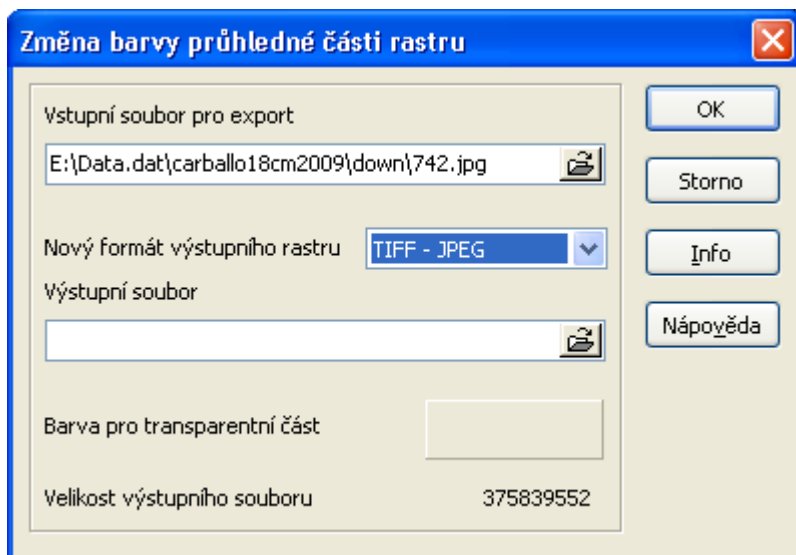 Změna barvy průhledné části rastru
Vstupní soubor pro export
E:\Data.dat\carballo18cm2009\down\742.jpg
Nový formát výstupního rastru TIFF - JPEG
Výstupní soubor
Barva pro transparentní část
Velikost výstupního souboru 375839552
OK
Storno
Info
Nápověda